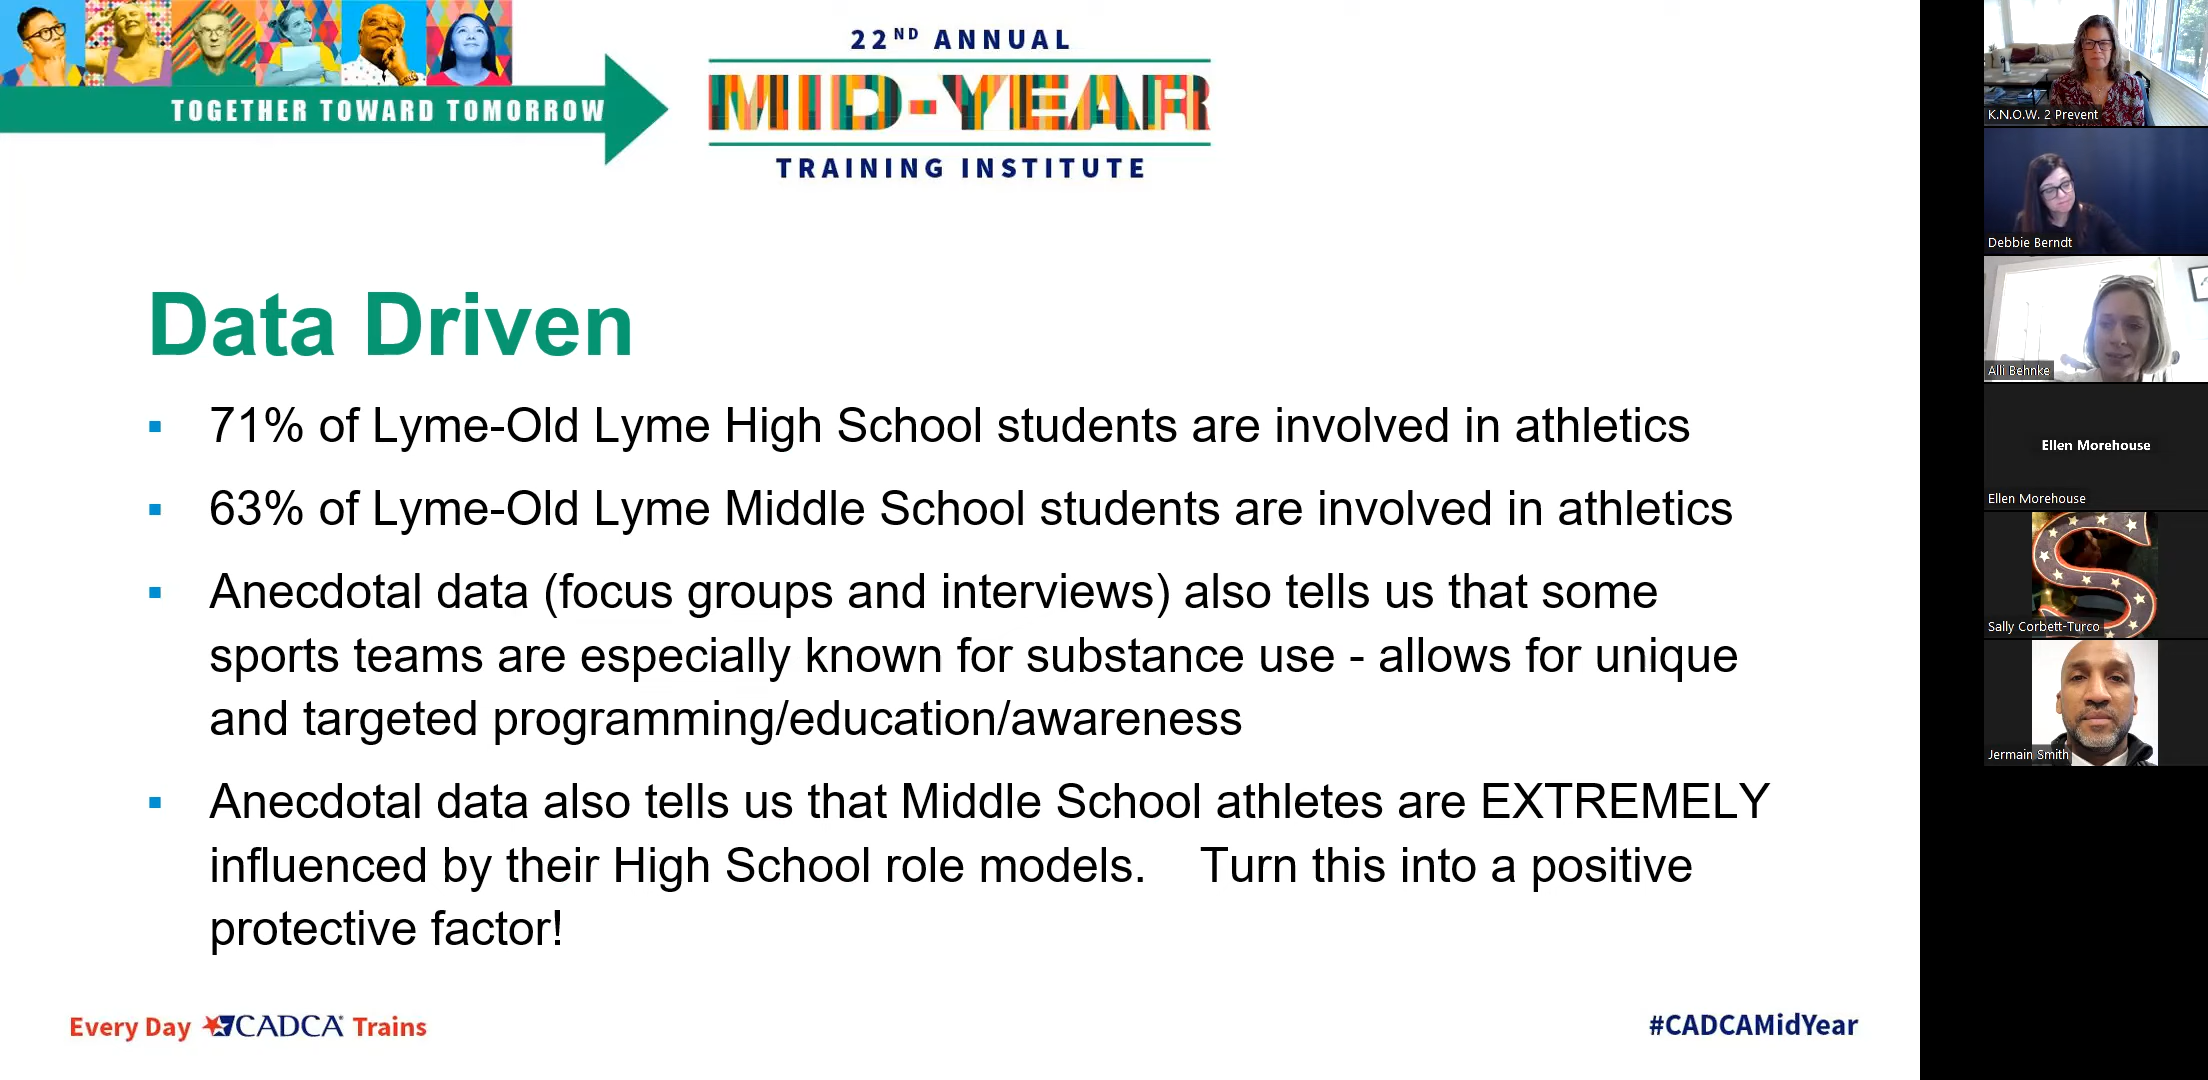 TOGETHER TOWARD TOMORROW
22ND ANNUAL
MID-YEAR
TRAINING INSTITUTE
Data Driven
▪ 71% of Lyme-Old Lyme High School students are involved in athletics
▪ 63% of Lyme-Old Lyme Middle School students are involved in athletics
▪ Anecdotal data (focus groups and interviews) also tells us that some
sports teams are especially known for substance use - allows for unique
and targeted programming/education/awareness
▪ Anecdotal data also tells us that Middle School athletes are EXTREMELY
influenced by their High School role models. Turn this into a positive
protective factor!
Every Day CADCA Trains
#CADCAMidYear
K.N.O.W. 2 Prevent
Debbie Berndt
Alli Behnke
Ellen Morehouse
Ellen Morehouse
S
Sally Corbett-Turco
Jermain Smith